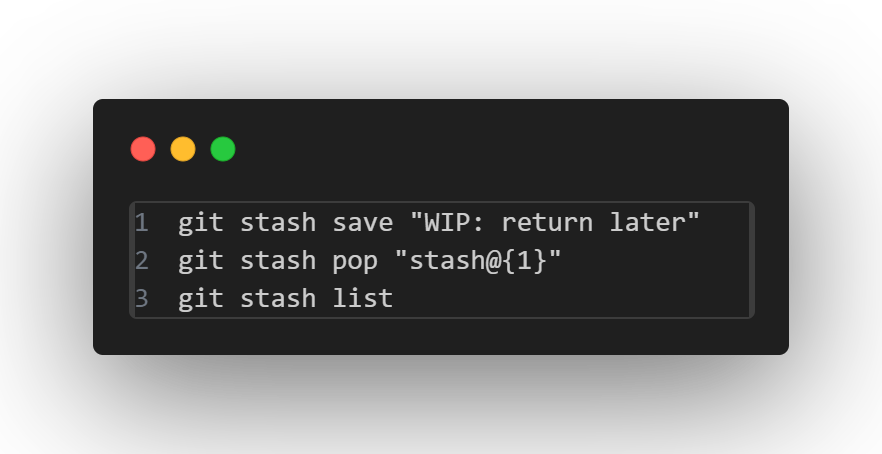 1 git stash save "WIP: return later"
2 git stash pop "stash@{1}"
3 git stash list